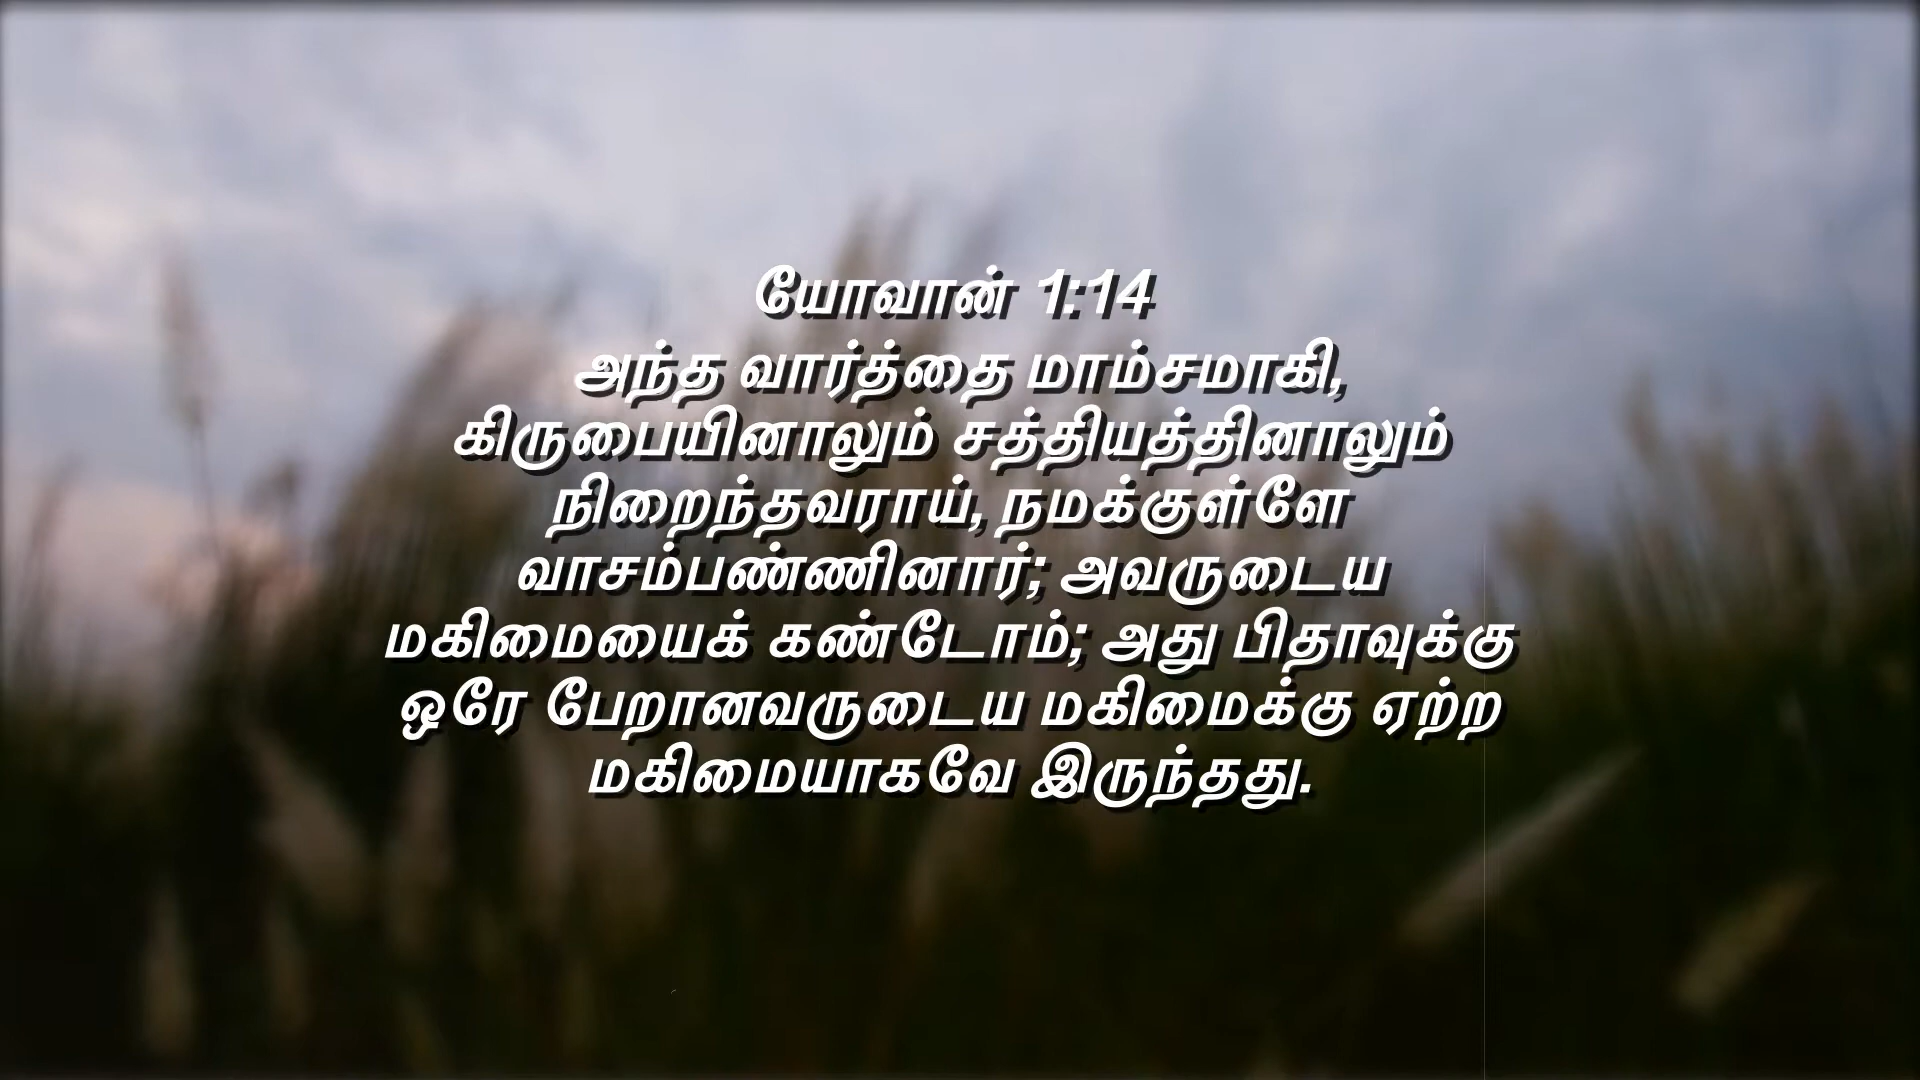 யோவான் 1:14
அந்த வார்த்தை மாம்சமாகி,
கிருபையினாலும் சத்தியத்தினாலும்
நிறைந்தவராய், நமக்குள்ளே
வாசம்பண்ணினார்; அவருடைய
மகிமையைக் கண்டோம்; அது பிதாவுக்கு
ஒரே பேறானவருடைய மகிமைக்கு ஏற்ற
மகிமையாகவே இருந்தது.